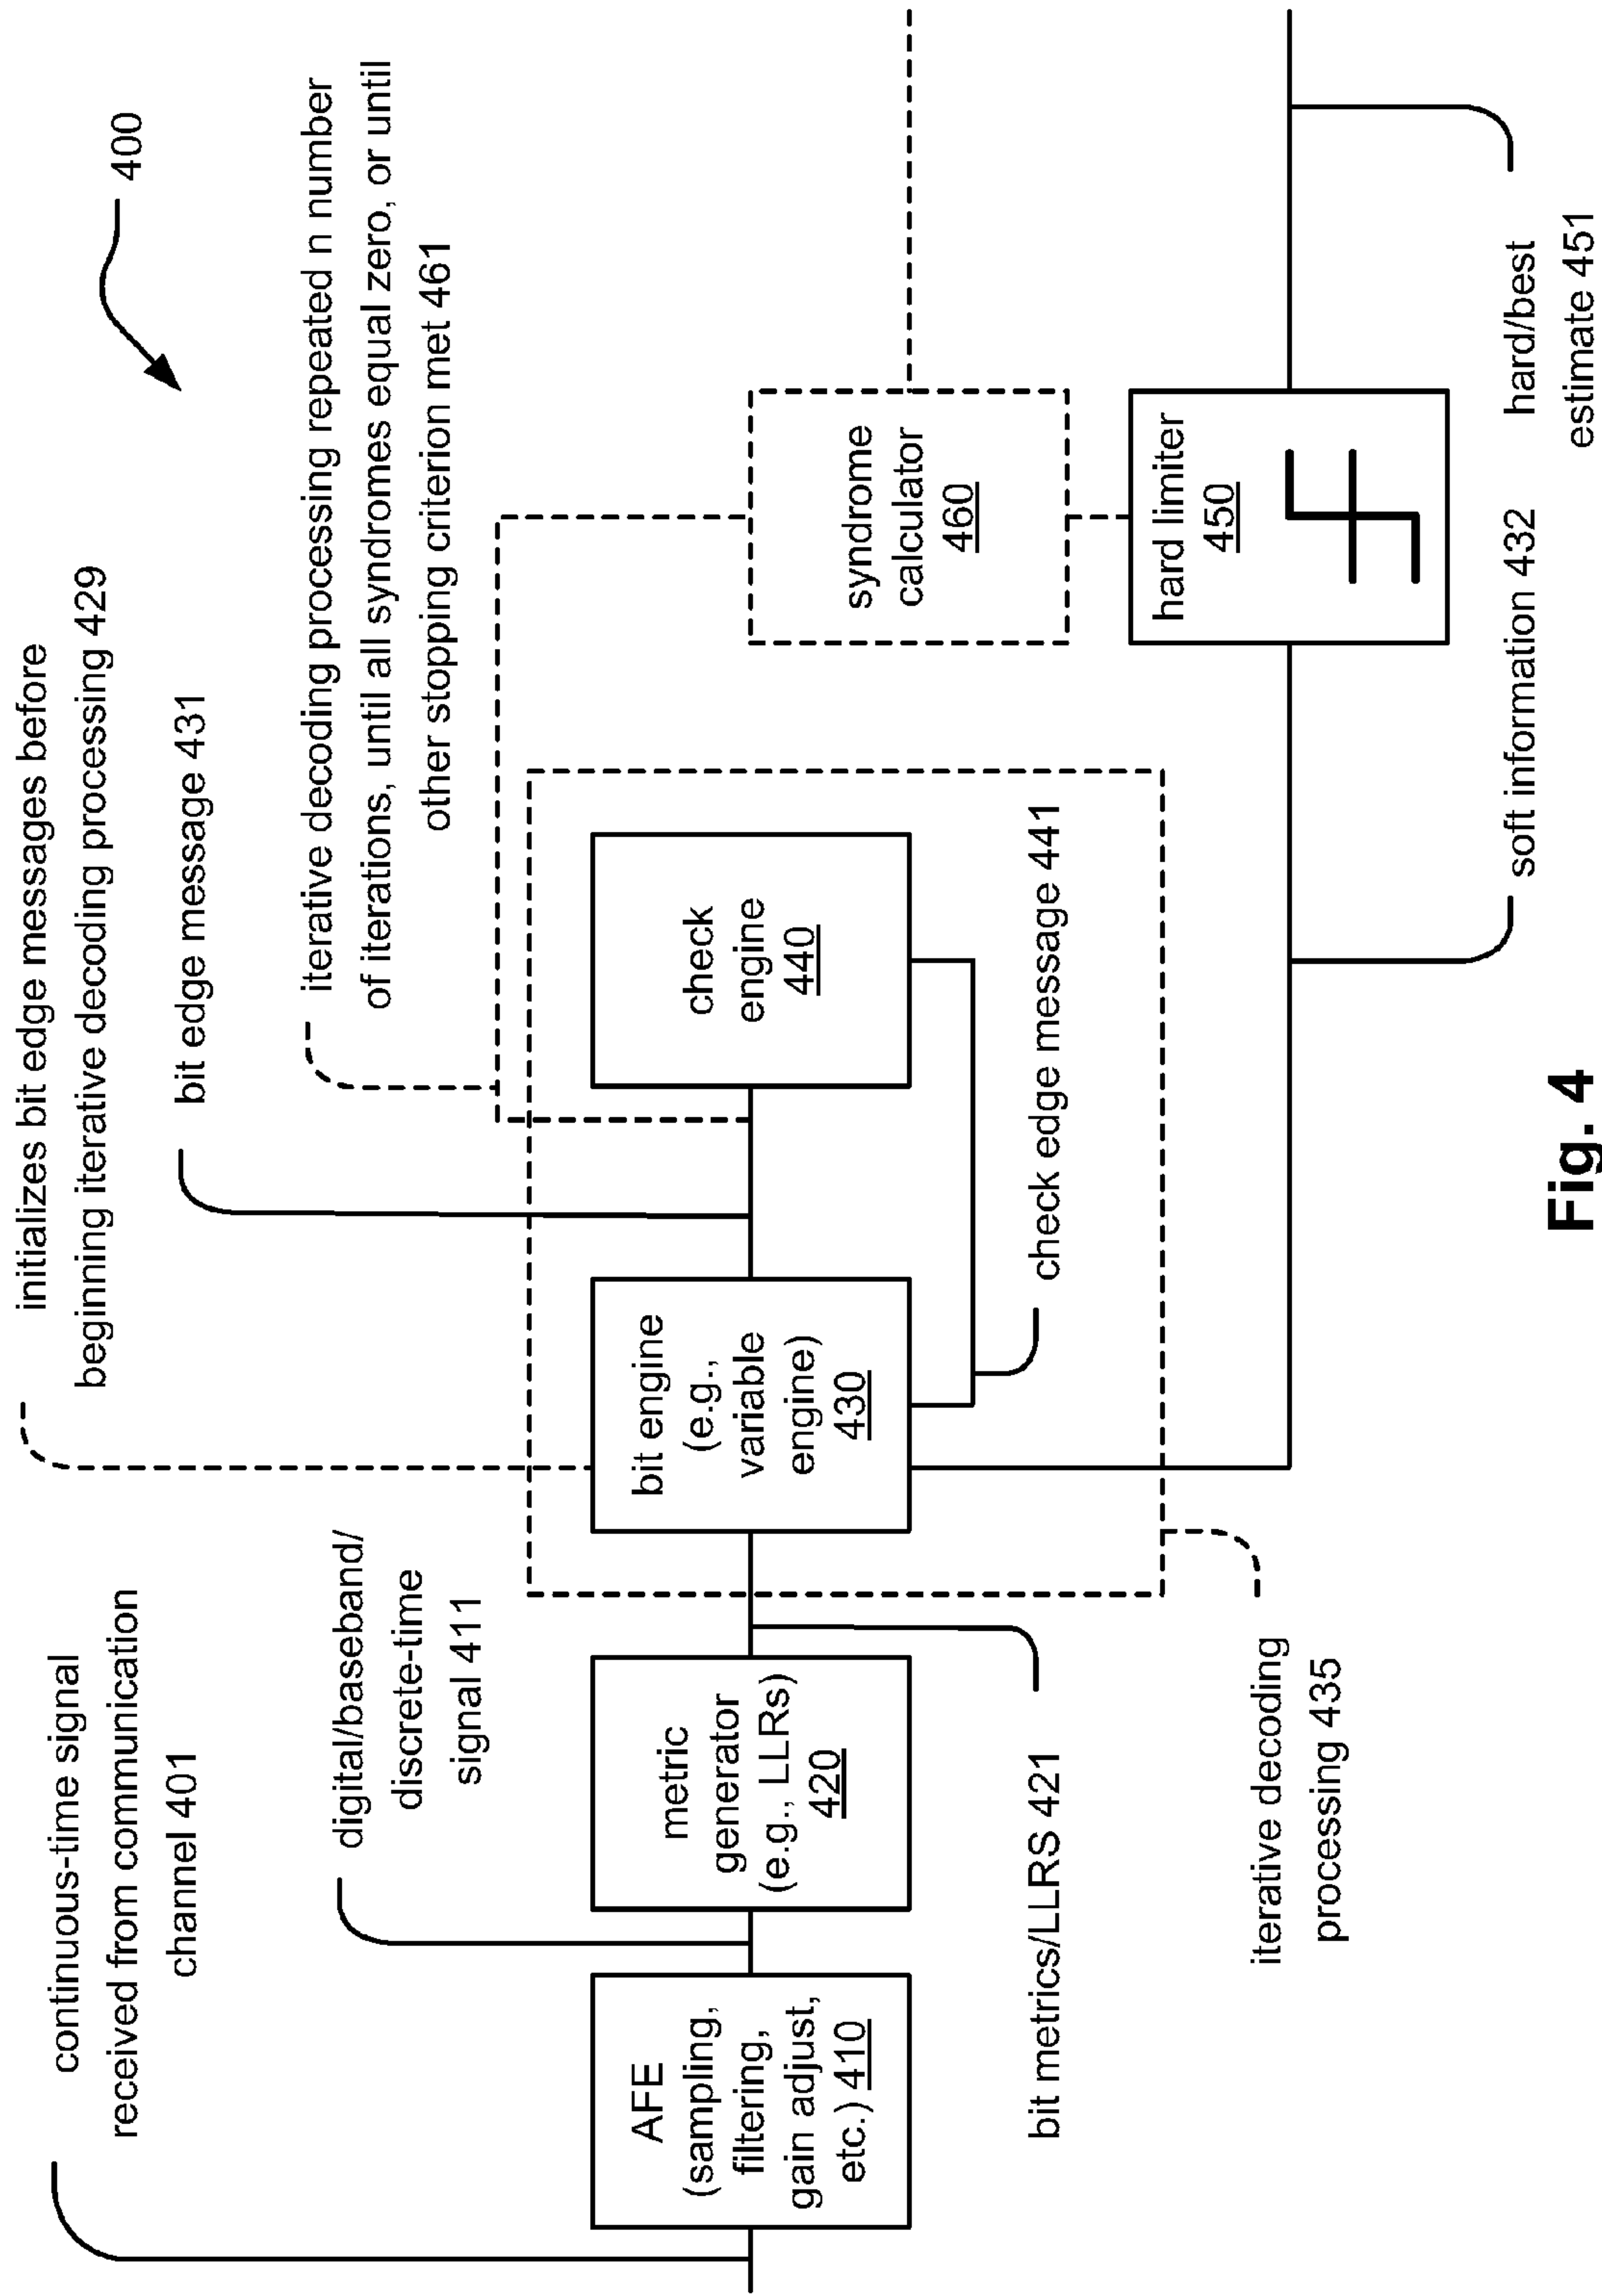 400
initializes bit edge messages before
beginning iterative decoding processing 429
continuous-time signal
received from communication
channel 401
bit edge message 431
digital/baseband/
discrete-time
signal 411
iterative decoding processing repeated n number
of iterations, until all syndromes equal zero, or until
other stopping criterion met 461
AFE
(sampling,
filtering,
gain adjust,
etc.) 410
metric
generator
(e.g., LLRs)
420
bit engine
(e.g.,
variable
engine)
430
check
engine
440
syndrome
calculator
460
bit metrics/LLRS 421
check edge message 441
hard limiter
450
iterative decoding
processing 435
soft information 432
hard/best
estimate 451
Fig. 4